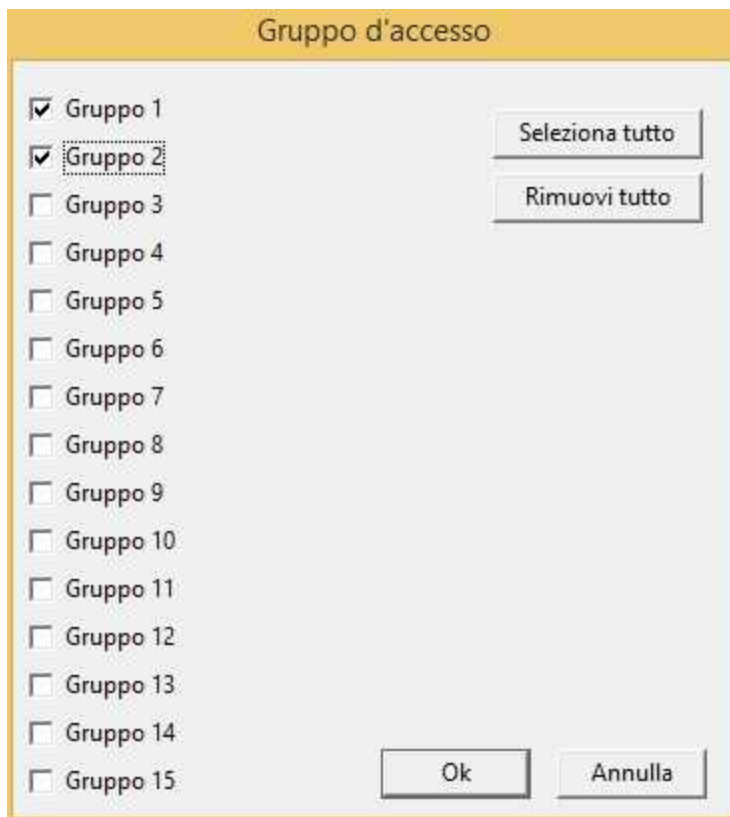 Gruppo d'accesso
Gruppo 1
Seleziona tutto
Gruppo 2
Rimuovi tutto
Gruppo 3
Gruppo 4
Gruppo 5
Gruppo 6
Gruppo 7
Gruppo 8
Gruppo 9
Gruppo 10
Gruppo 11
Gruppo 12
Gruppo 13
Gruppo 14
Gruppo 15
Ok
Annulla